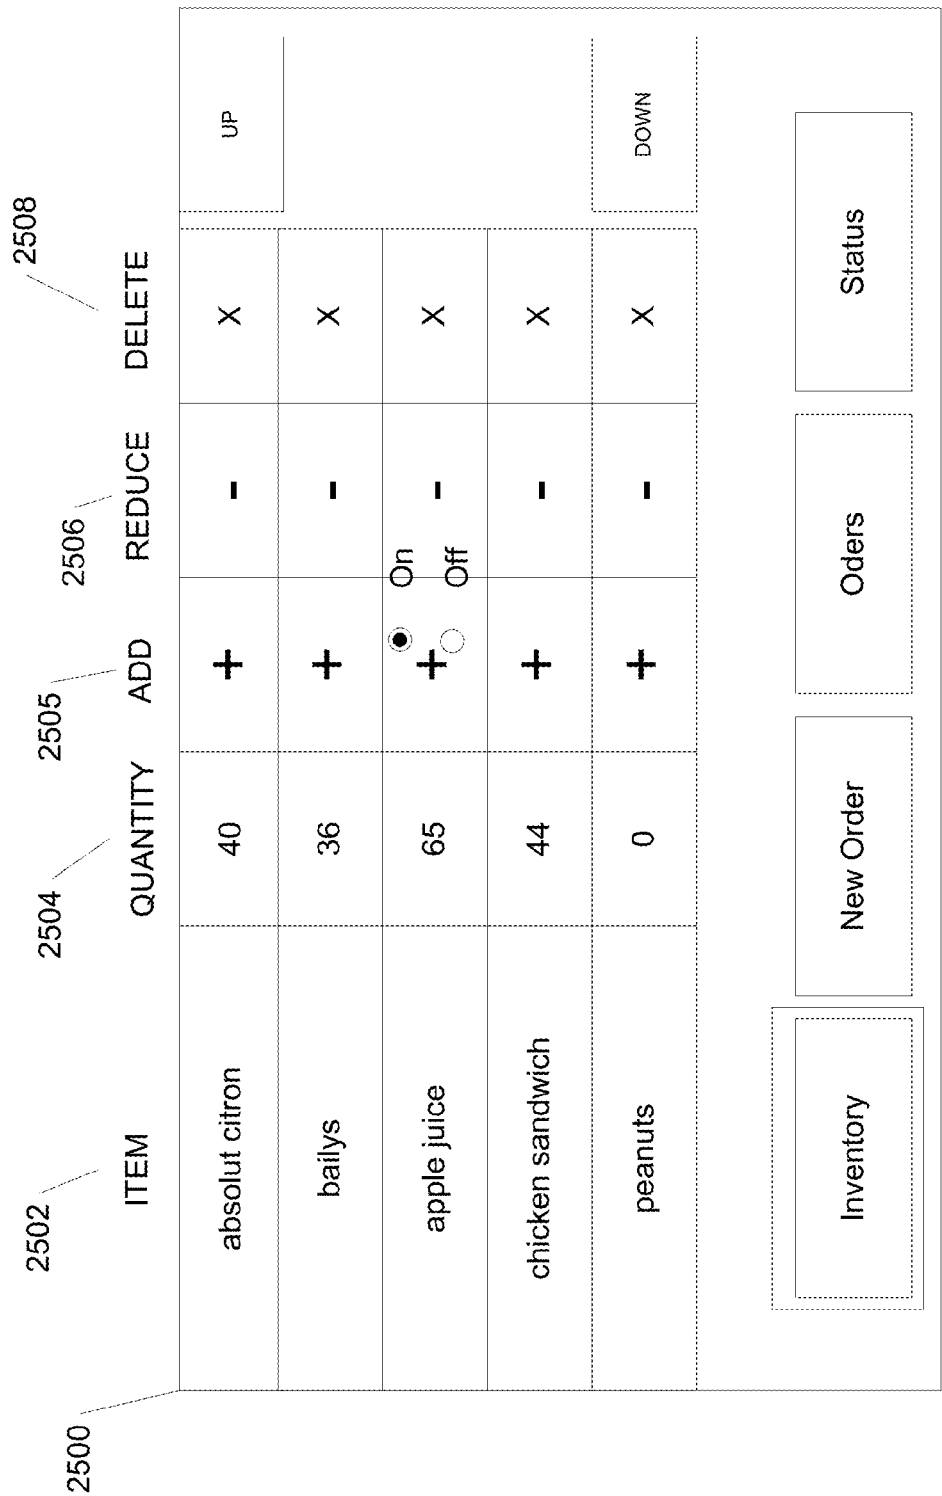 2500
2502 2504 2505 2506 2508
ITEM QUANTITY ADD REDUCE DELETE
absolut citron 40 + - X UP
bailys 36 + - X
On
apple juice 65 + - X
Off
chicken sandwich 44 + - X
peanuts 0 + - X DOWN
Inventory New Order Oders Status